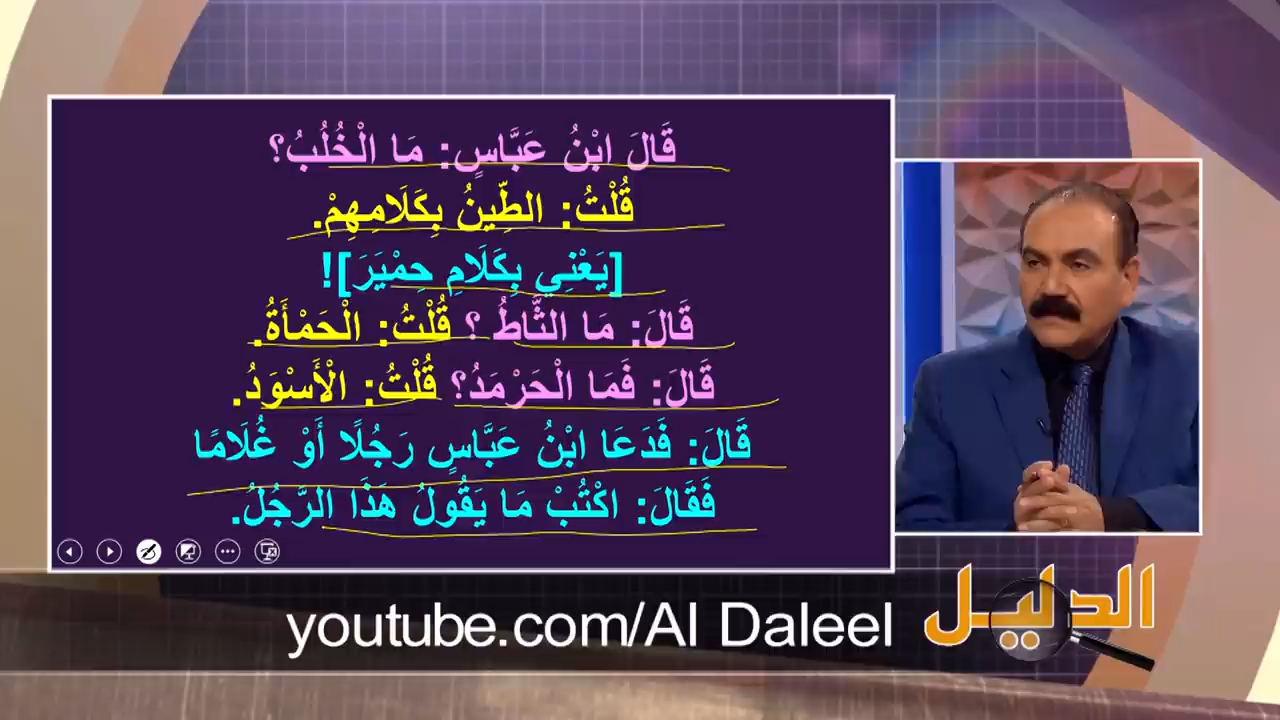 قَالَ ابْنُ عَبَّاسٍ: مَا الْخُلُبُ؟
قُلْتُ: الطِّينُ بِكَلَامِهِمْ.
[يَعْنِي بِكَلَامِ حِمْيَرَ]!
قَالَ: مَا الثَّاطُ ؟ قُلْتُ: الْحَمْأَةُ.
قَالَ: فَمَا الْحَرْمَدُ؟ قُلْتُ: الْأَسْوَدُ.
قَالَ: فَدَعَا ابْنُ عَبَّاسٍ رَجُلًا أَوْ غُلَامًا
فَقَالَ: اكْتُبْ مَا يَقُولُ هَذَا الرَّجُلُ.
youtube.com/Al Daleel
الدليل